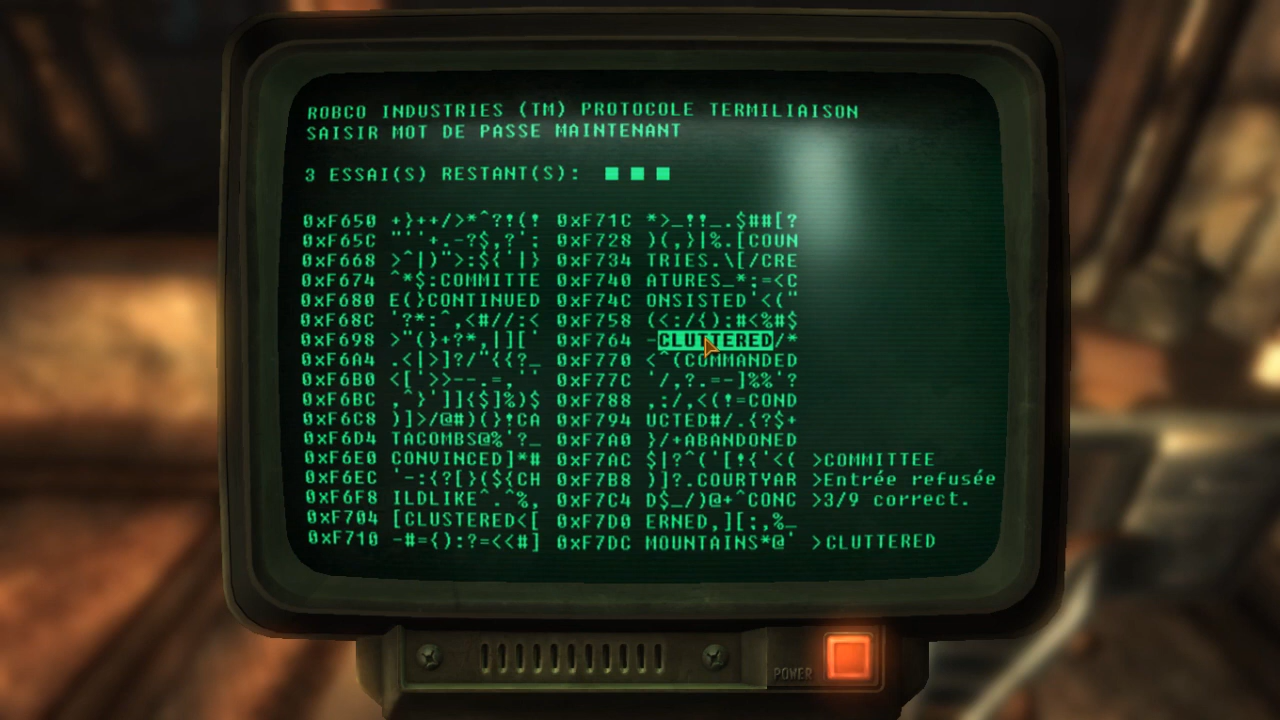 ROBCO INDUSTRIES (TM) PROTOCOLE TERMILIAISON
SAISIR MOT DE PASSE MAINTENANT
3 ESSAI(S) RESTANT(S): ■ ■ ■
0xF650 +}++/>*^?!(! 0xF71C *>_!!_.$##[?
0xF65C "'"+.-?$,?': 0xF728 )(,}|%.[COUN
0xF668 >^|)">:${'|} 0xF734 TRIES.\[/CRE
0xF674 ^*$:COMMITTE 0xF740 ATURES_*;=<C
0xF680 E(}CONTINUED 0xF74C ONSISTED'<("
0xF68C '?*:^,<#//:< 0xF758 (<:/{):#<%#$
0xF698 >"(}+?*,|][' 0xF764 -CLUTTERED/*
0xF6A4 .<|>]?/"{{?_ 0xF770 <^(COMMANDED
0xF6B0 <['>>--.=,'' 0xF77C '/,?.=-]%%'?
0xF6BC ,^}']]{$]%)$ 0xF788 ,:/,<(!=COND
0xF6C8 )]>/@#)(}!CA 0xF794 UCTED#/.{?$+
0xF6D4 TACOMBS@%'?_ 0xF7A0 }/+ABANDONED
0xF6E0 CONVINCED]*# 0xF7AC $|?^('[!{'<( >COMMITTEE
0xF6EC '-:{?[}(${CH 0xF7B8 )]?.COURTYAR >Entrée refusée
0xF6F8 ILDLIKE^.^%, 0xF7C4 D$_/)@+^CONC >3/9 correct.
0xF704 [CLUSTERED<[ 0xF7D0 ERNED,][:,%_
0xF710 -#={):?=<<#] 0xF7DC MOUNTAINS*@' >CLUTTERED
POWER